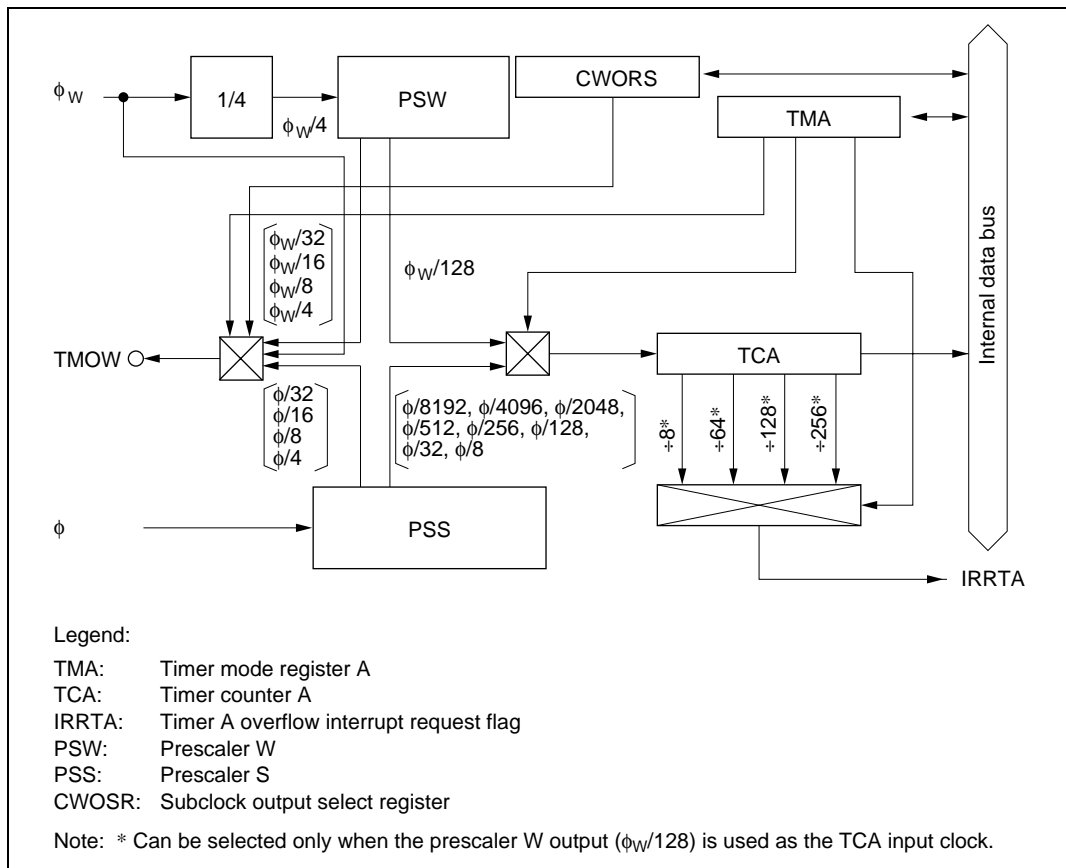 ϕW
1/4
ϕW/4
PSW
CWORS
TMA
Internal data bus
ϕW/32
ϕW/16
ϕW/8
ϕW/4
ϕW/128
TMOW
TCA
ϕ/32
ϕ/16
ϕ/8
ϕ/4
ϕ/8192, ϕ/4096, ϕ/2048,
ϕ/512, ϕ/256, ϕ/128,
ϕ/32, ϕ/8
÷8*
÷64*
÷128*
÷256*
ϕ
PSS
IRRTA
Legend:
TMA: Timer mode register A
TCA: Timer counter A
IRRTA: Timer A overflow interrupt request flag
PSW: Prescaler W
PSS: Prescaler S
CWOSR: Subclock output select register
Note: * Can be selected only when the prescaler W output (ϕW/128) is used as the TCA input clock.